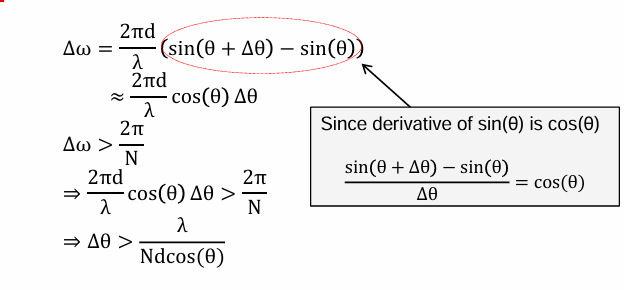 Δω = 2πd/λ (sin(θ + Δθ) − sin(θ))
≈ 2πd/λ cos(θ) Δθ
Δω > 2π/N
⇒ 2πd/λ cos(θ) Δθ > 2π/N
⇒ Δθ > λ/Ndcos(θ)
Since derivative of sin(θ) is cos(θ)
sin(θ + Δθ) − sin(θ)/Δθ = cos(θ)